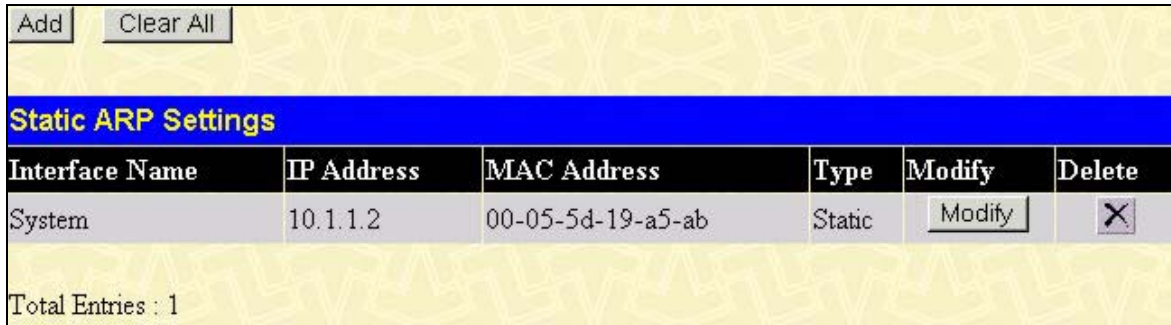 Add Clear All
Static ARP Settings
Interface Name IP Address MAC Address Type Modify Delete
System 10.1.1.2 00-05-5d-19-a5-ab Static Modify X
Total Entries : 1